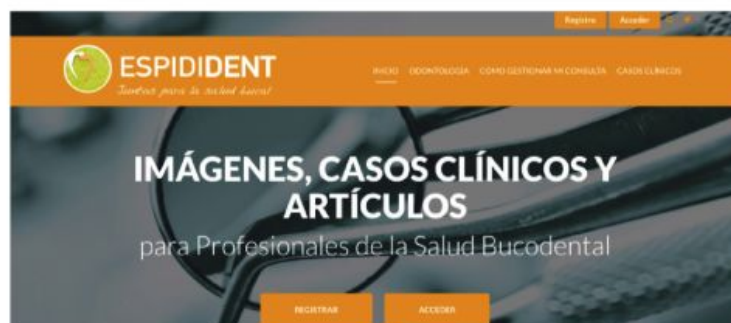 Registro Acceder
ESPIDIDENT
Juntos para la salud bucal
INICIO ODONTOLOGÍA CÓMO GESTIONAR MI CONSULTA CASOS CLÍNICOS
IMÁGENES, CASOS CLÍNICOS Y
ARTÍCULOS
para Profesionales de la Salud Bucodental
REGISTRAR ACCEDER